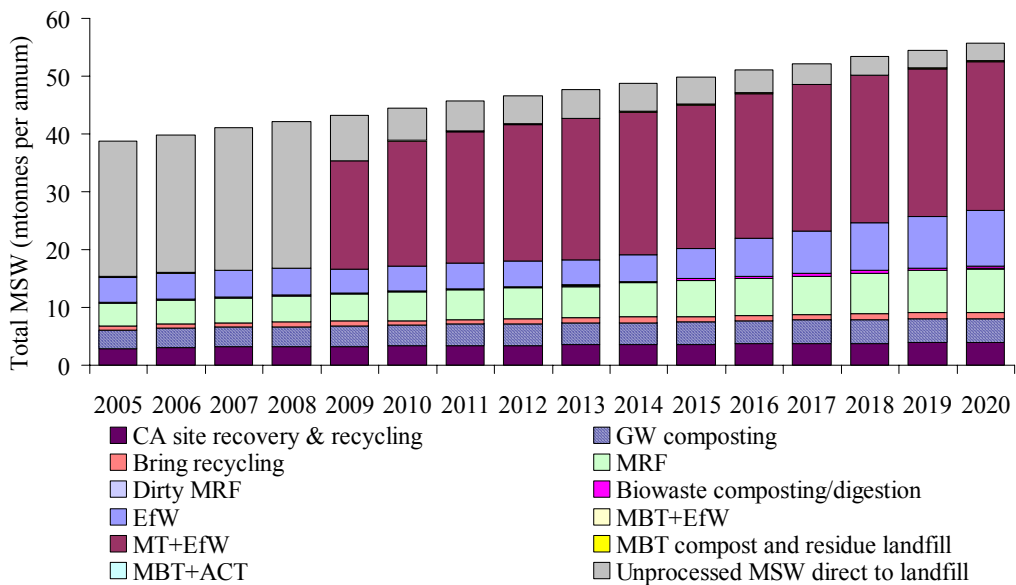 Total MSW (mtonnes per annum)
60
50
40
30
20
10
0
2005 2006 2007 2008 2009 2010 2011 2012 2013 2014 2015 2016 2017 2018 2019 2020
CA site recovery & recycling
GW composting
Bring recycling
MRF
Dirty MRF
Biowaste composting/digestion
EfW
MBT+EfW
MT+EfW
MBT compost and residue landfill
MBT+ACT
Unprocessed MSW direct to landfill